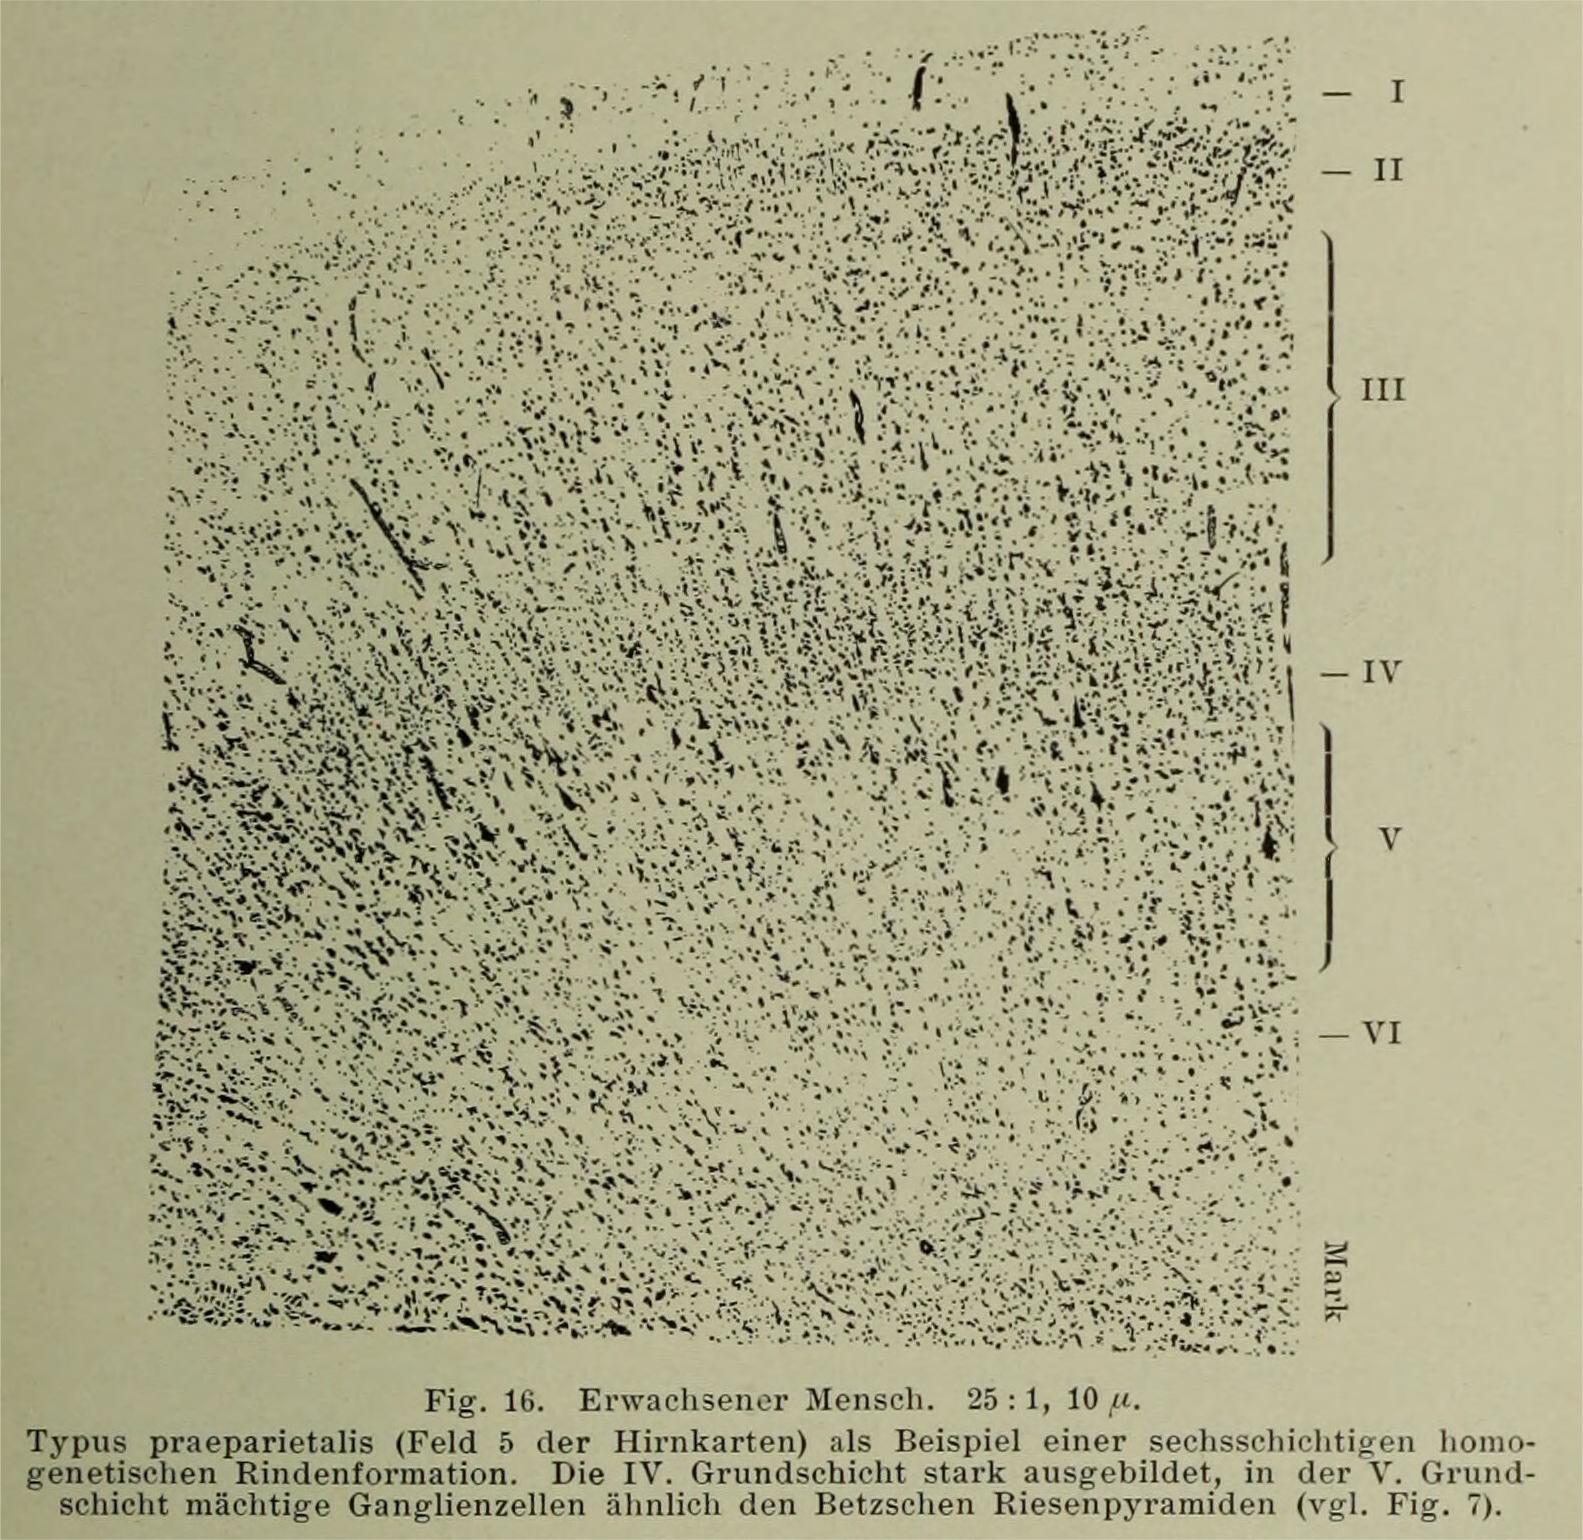 — I
— II
III
— IV
V
— VI
Mark
Fig. 16. Erwachsener Mensch. 25 : 1, 10 μ.
Typus praeparietalis (Feld 5 der Hirnkarten) als Beispiel einer sechsschichtigen homo-
genetischen Rindenformation. Die IV. Grundschicht stark ausgebildet, in der V. Grund-
schicht mächtige Ganglienzellen ähnlich den Betzschen Riesenpyramiden (vgl. Fig. 7).